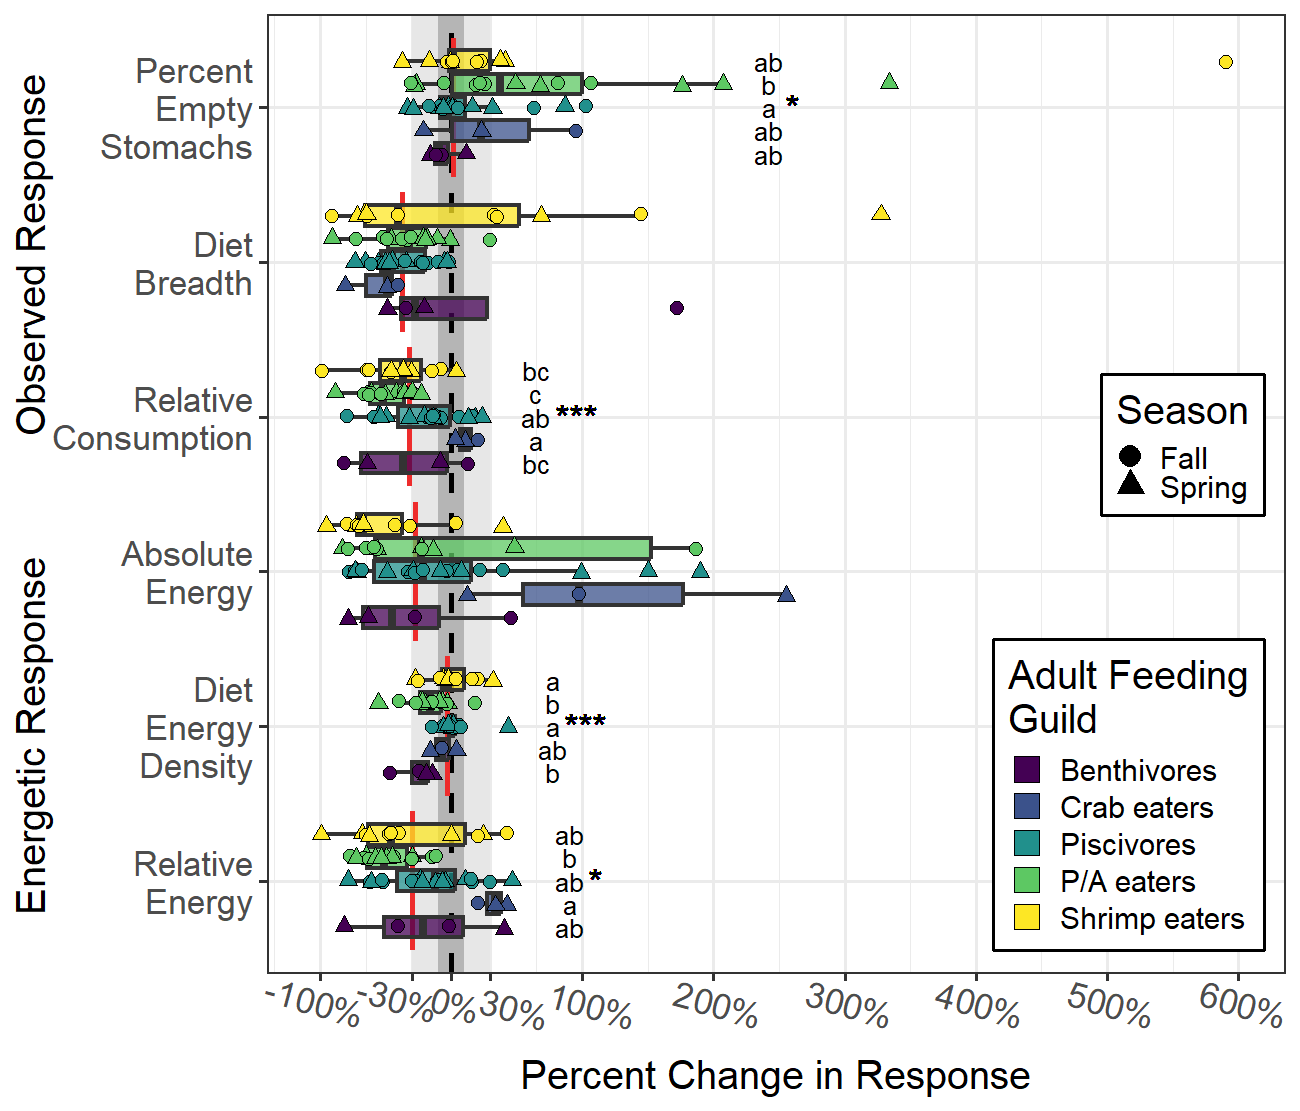 Observed Response
Energetic Response
Percent
Empty
Stomachs
ab
b
a *
ab
ab
Diet
Breadth
Relative
Consumption
bc
c
ab ***
a
bc
Absolute
Energy
Diet
Energy
Density
a
b
a ***
ab
b
Relative
Energy
ab
b
ab *
a
ab
Season
Fall
Spring
Adult Feeding
Guild
Benthivores
Crab eaters
Piscivores
P/A eaters
Shrimp eaters
-100% -30% 0% 30% 100% 200% 300% 400% 500% 600%
Percent Change in Response